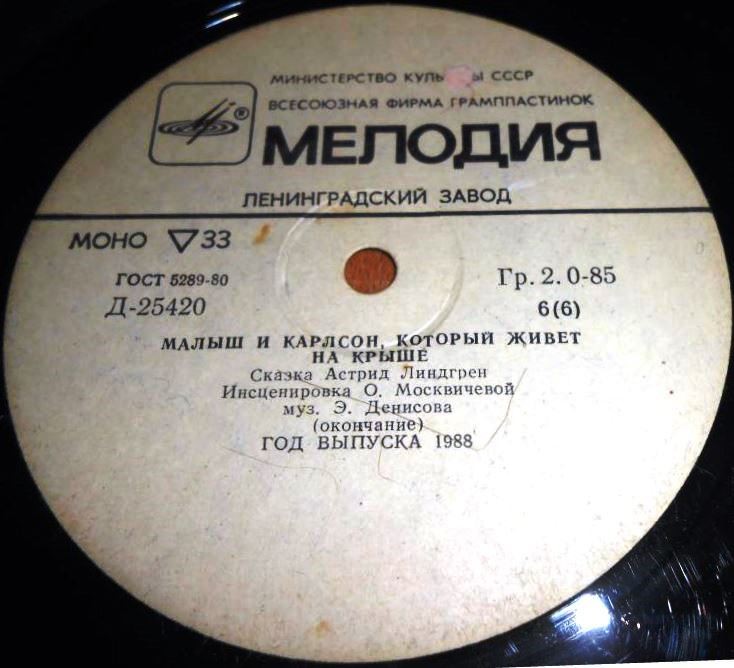 МИНИСТЕРСТВО КУЛЬТУРЫ СССР
ВСЕСОЮЗНАЯ ФИРМА ГРАМПЛАСТИНОК
®
МЕЛОДИЯ
ЛЕНИНГРАДСКИЙ ЗАВОД
МОНО ▽33
ГОСТ 5289-80
Гр. 2. 0-85
Д-25420
6(6)
МАЛЫШ И КАРЛСОН, КОТОРЫЙ ЖИВЕТ
НА КРЫШЕ
Сказка Астрид Линдгрен
Инсценировка О. Москвичевой
муз. Э. Денисова
(окончание)
ГОД ВЫПУСКА 1988